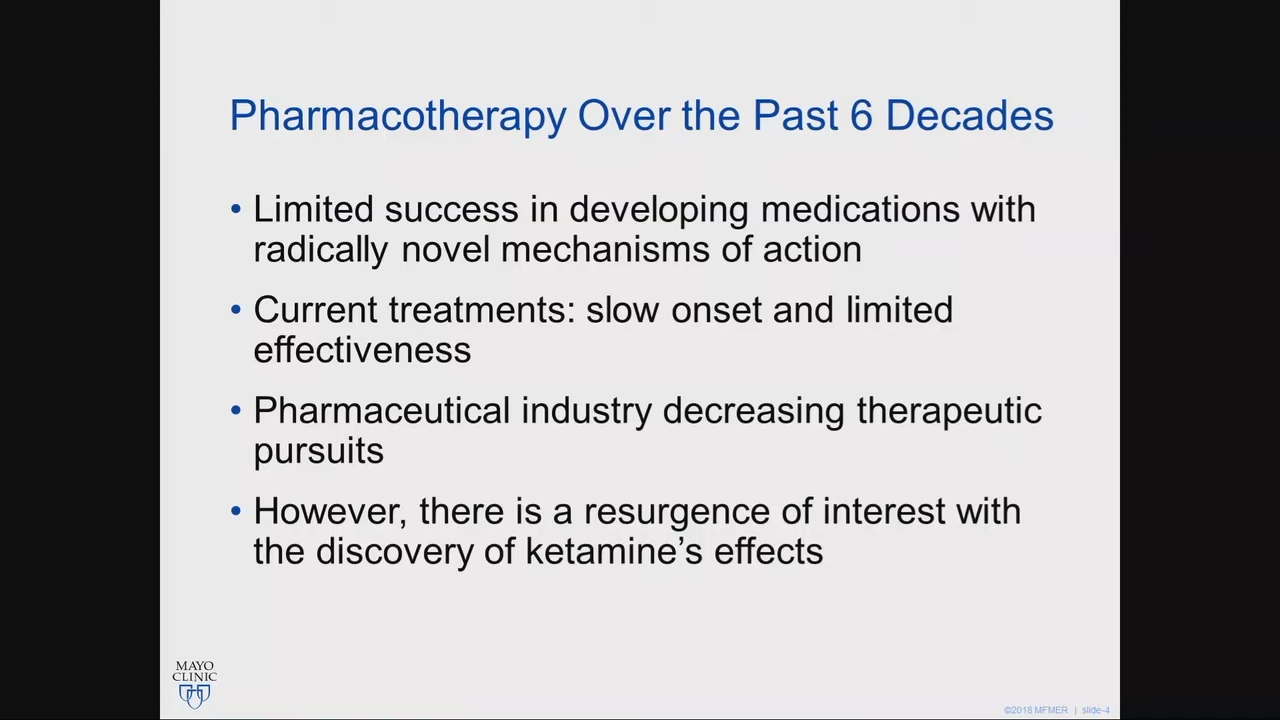 Pharmacotherapy Over the Past 6 Decades
• Limited success in developing medications with
radically novel mechanisms of action
• Current treatments: slow onset and limited
effectiveness
• Pharmaceutical industry decreasing therapeutic
pursuits
• However, there is a resurgence of interest with
the discovery of ketamine’s effects
MAYO
CLINIC
©2018 MFMER | slide-4